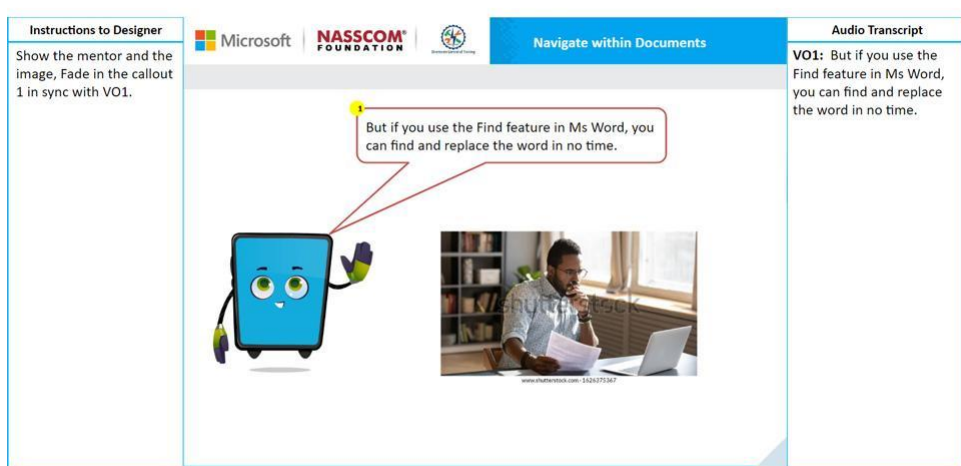 Instructions to Designer
Show the mentor and the
image, Fade in the callout
1 in sync with VO1.
Microsoft
NASSCOM®
FOUNDATION
Navigate within Documents
1
But if you use the Find feature in Ms Word, you
can find and replace the word in no time.
shutterstock
www.shutterstock.com · 1626373367
Audio Transcript
VO1: But if you use the
Find feature in Ms Word,
you can find and replace
the word in no time.